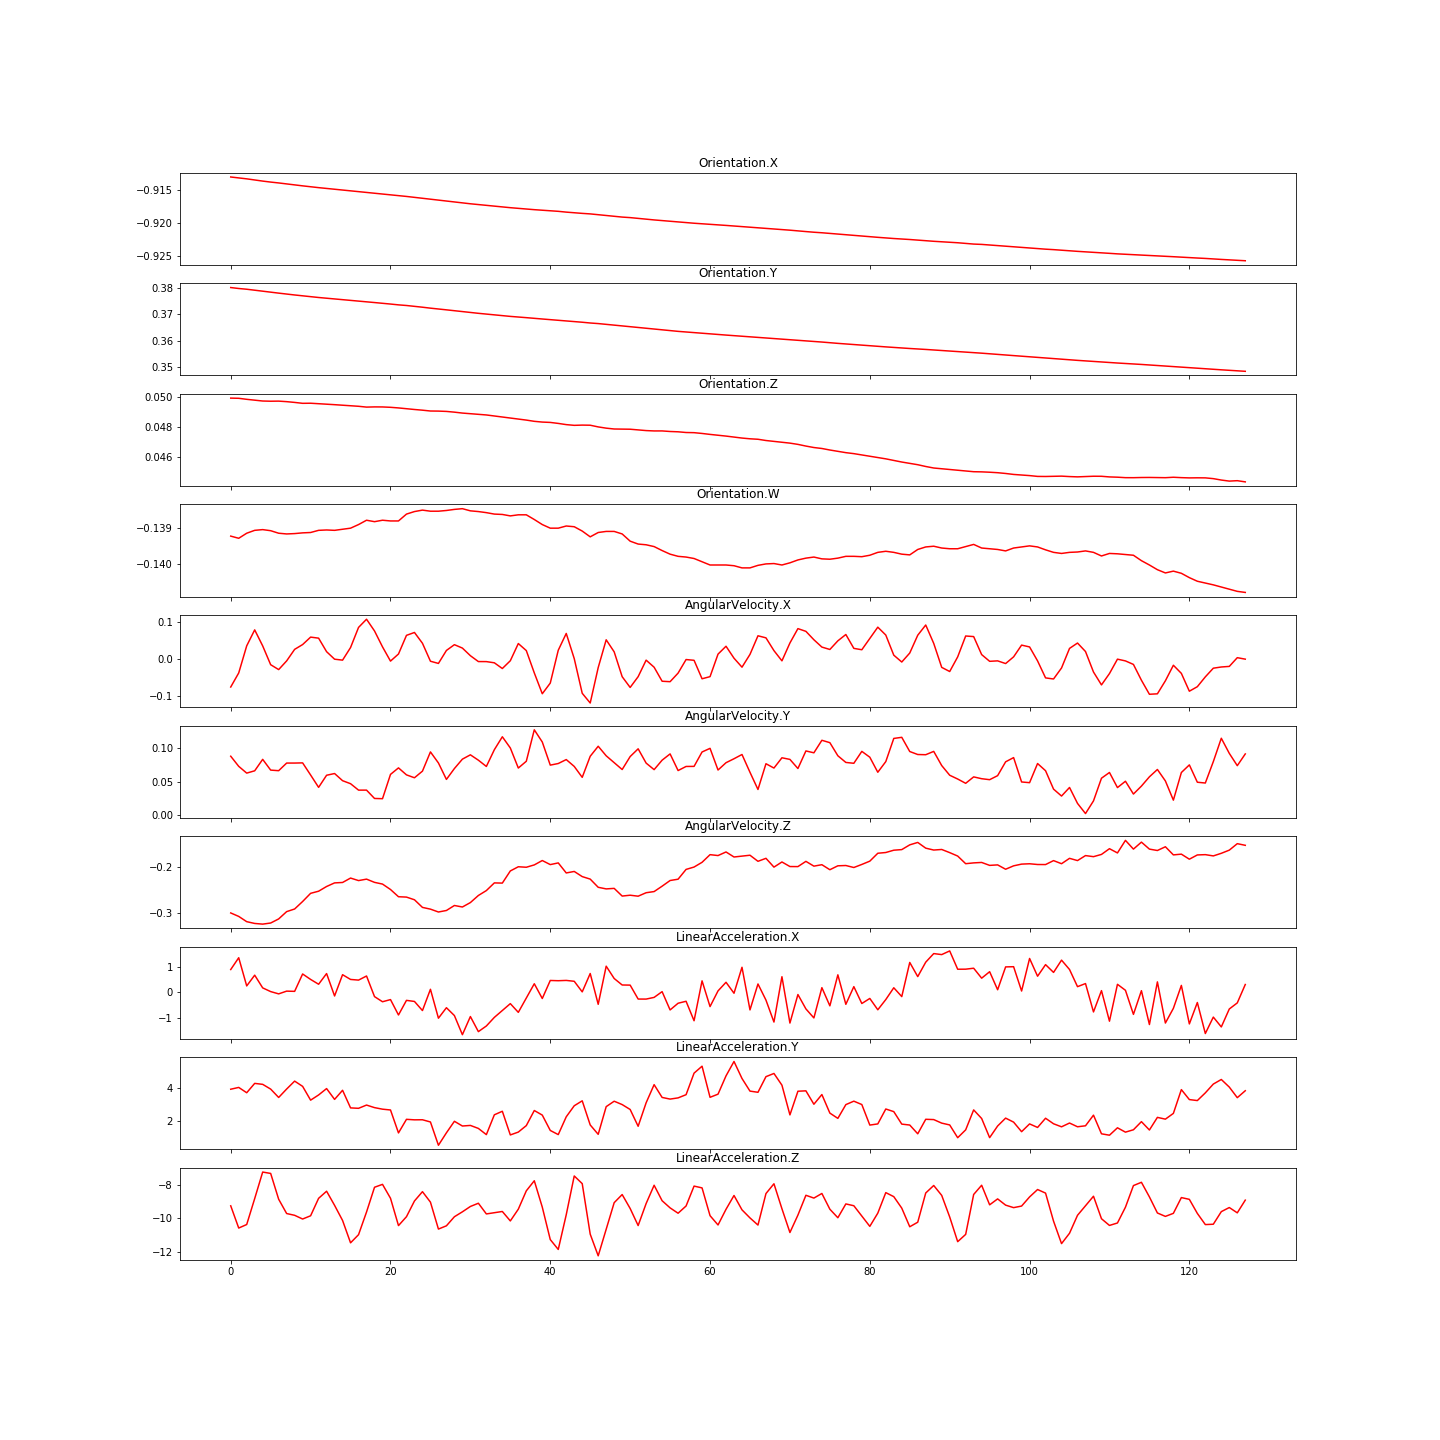 Orientation.X
−0.915
−0.920
−0.925
Orientation.Y
0.38
0.37
0.36
0.35
Orientation.Z
0.050
0.048
0.046
Orientation.W
−0.139
−0.140
AngularVelocity.X
0.1
0.0
−0.1
AngularVelocity.Y
0.10
0.05
0.00
AngularVelocity.Z
−0.2
−0.3
LinearAcceleration.X
1
0
−1
LinearAcceleration.Y
4
2
LinearAcceleration.Z
−8
−10
−12
0 20 40 60 80 100 120